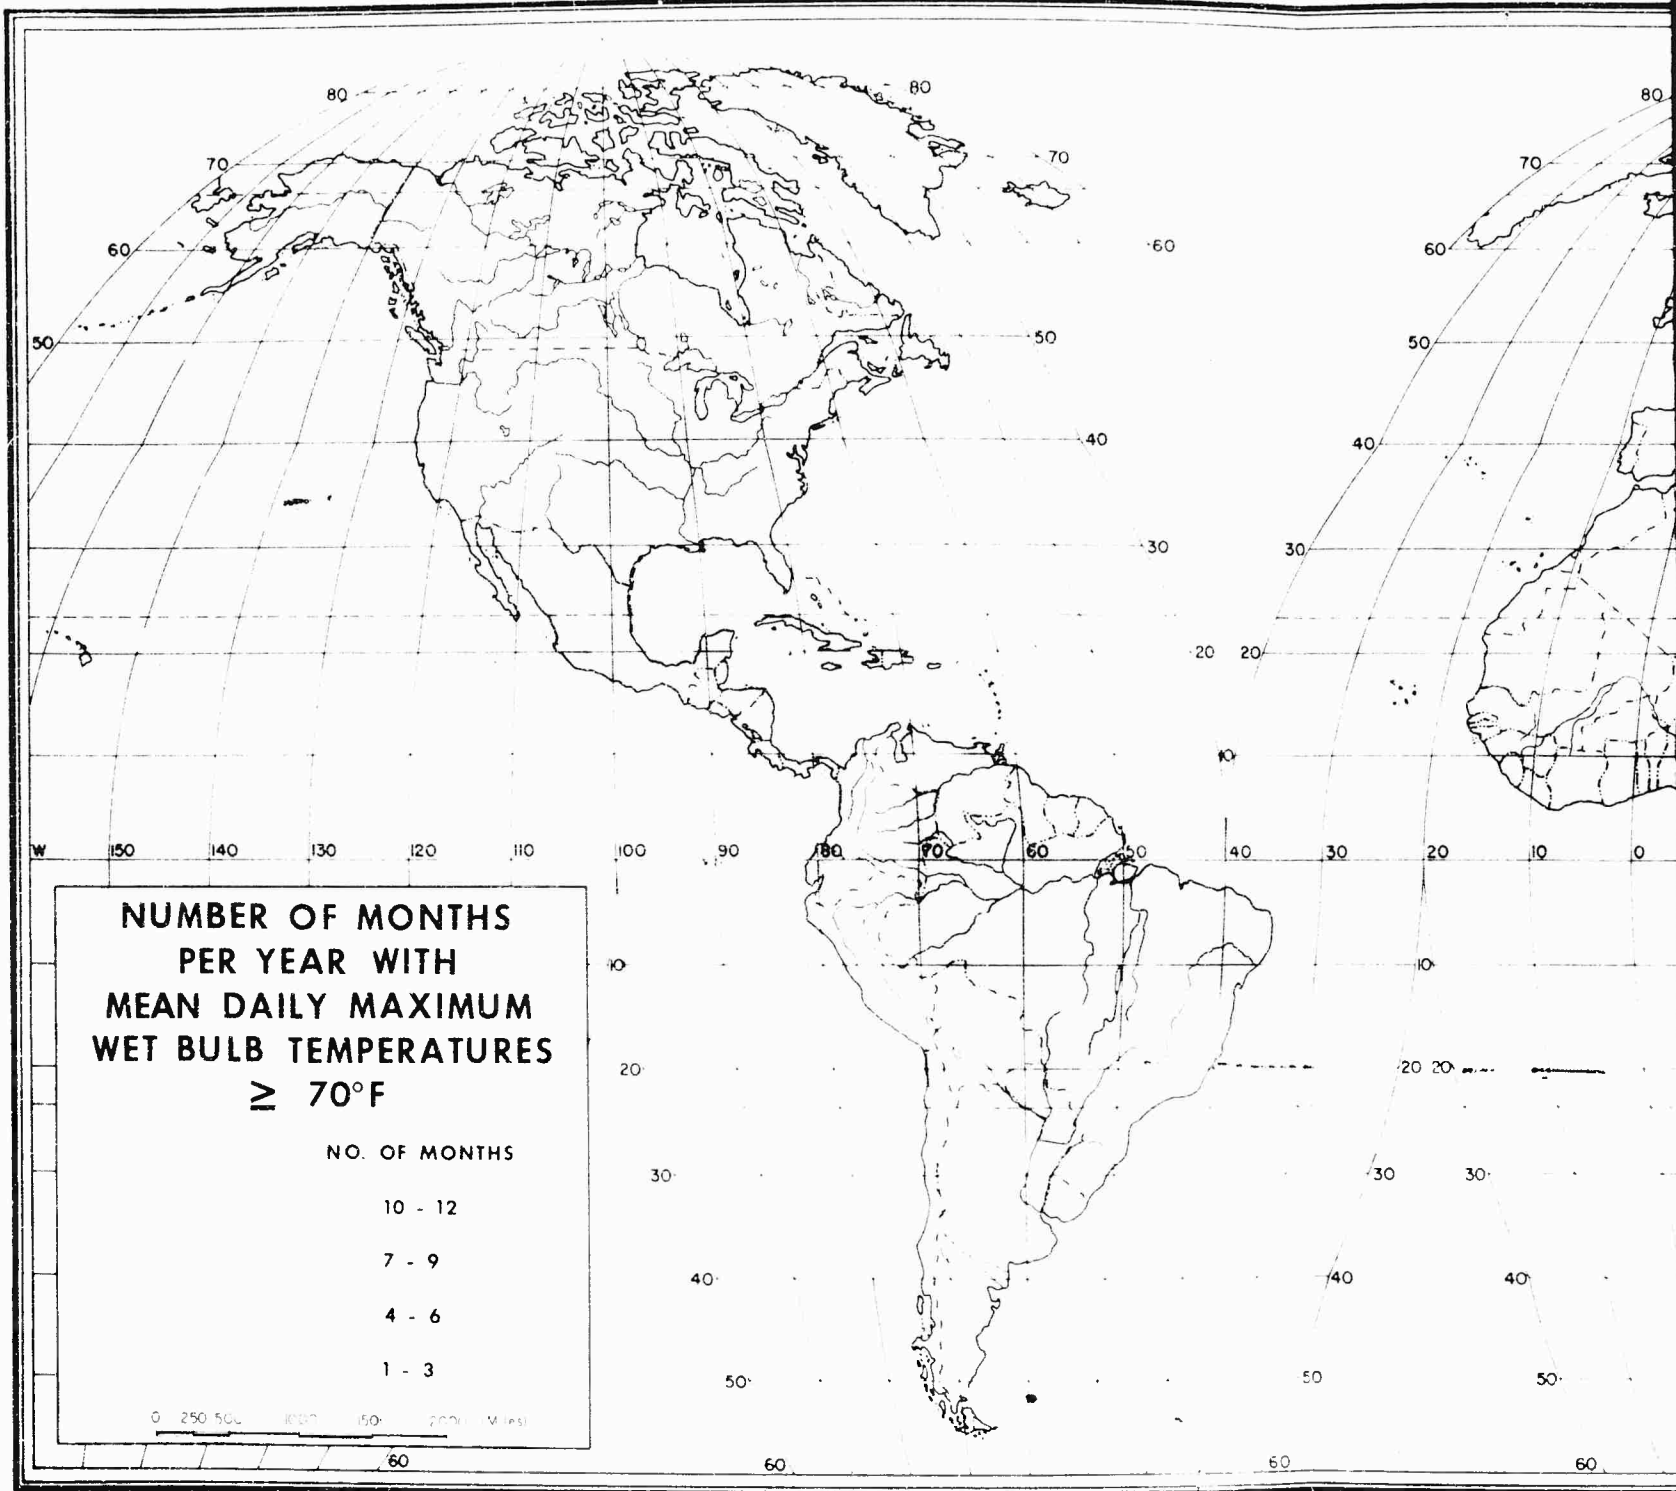 80 80 80
70 70 70
60 60 60
50 50 50
40 40
30 30
20 20
10
W 150 140 130 120 110 100 90 80 70 60 50 40 30 20 10 0
NUMBER OF MONTHS
PER YEAR WITH
MEAN DAILY MAXIMUM
WET BULB TEMPERATURES
≥ 70°F
NO. OF MONTHS
10 - 12
7 - 9
4 - 6
1 - 3
0 250 500
10 10
20 20 20
30 30 30
40 40 40
50 50 50
60 60 60 60